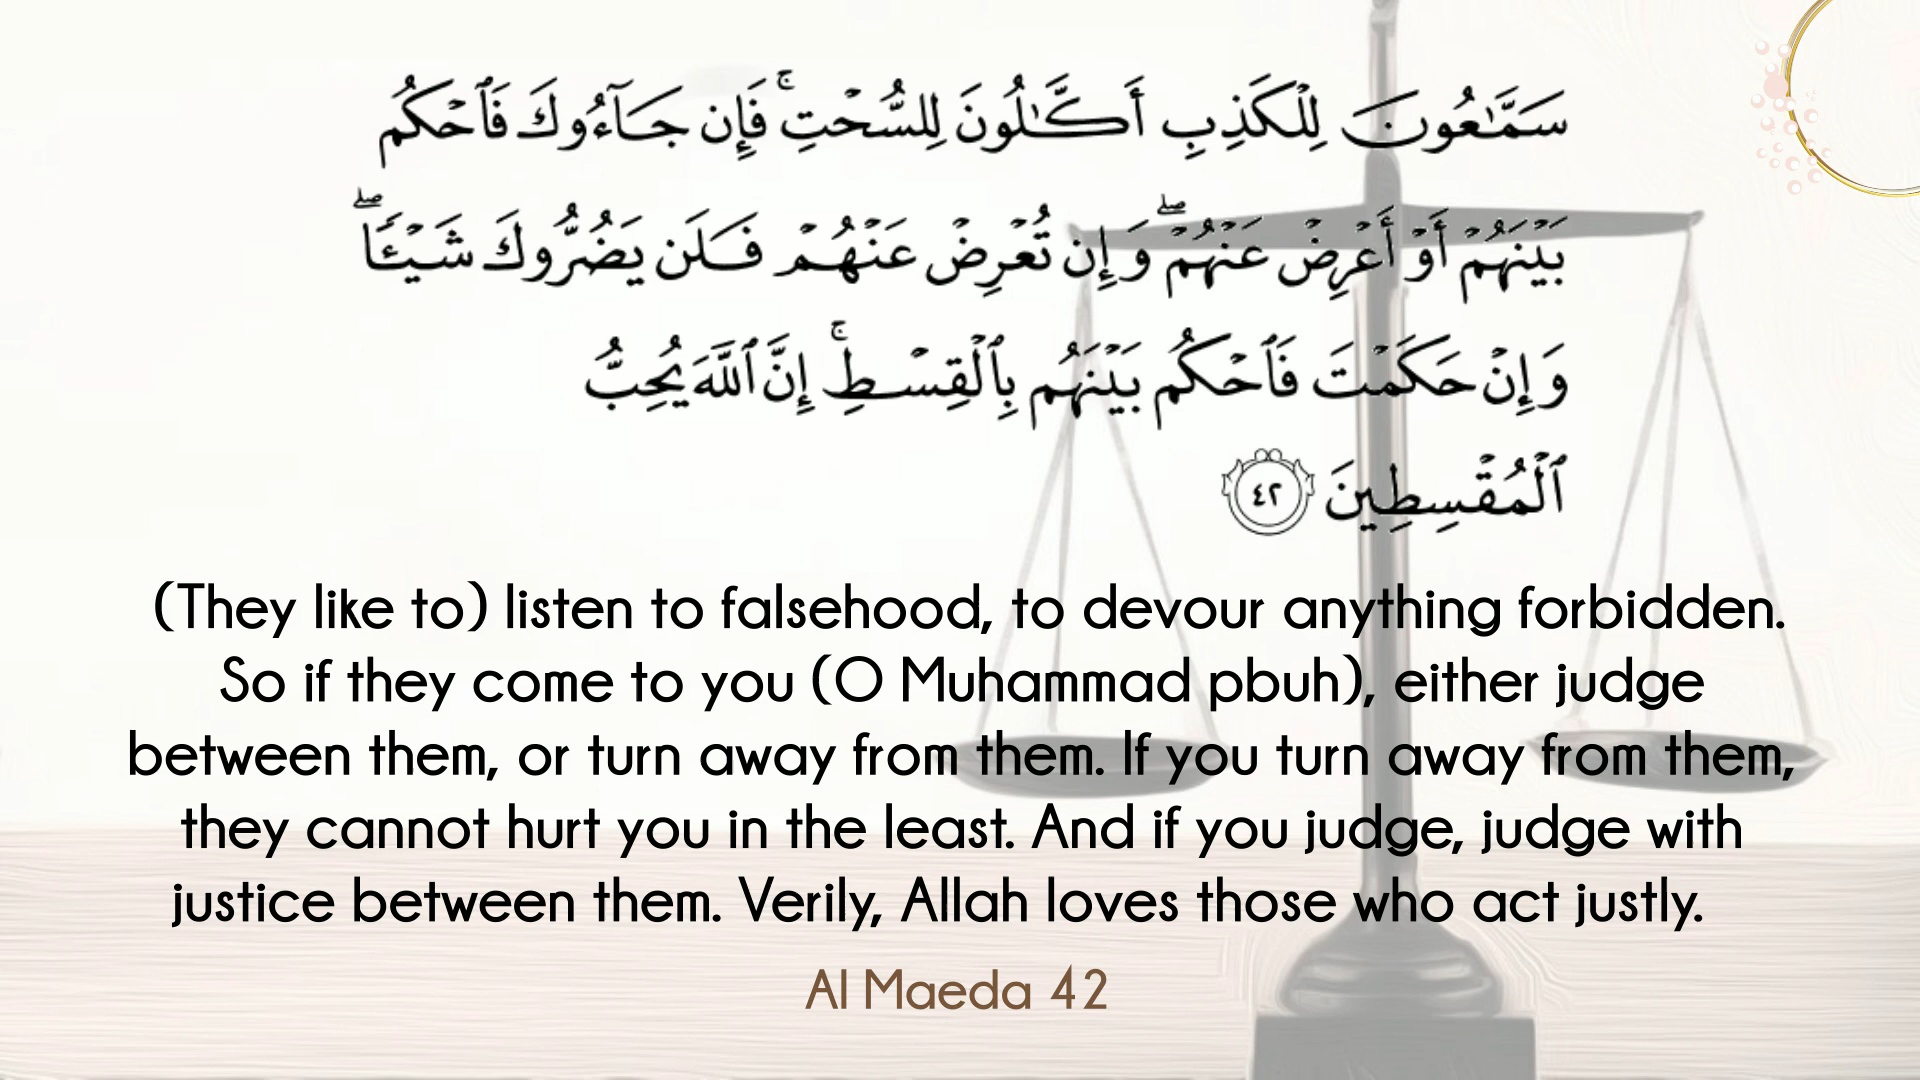 سَمَّٰعُونَ لِلْكَذِبِ أَكَّٰلُونَ لِلسُّحْتِ ۚ فَإِن جَآءُوكَ فَٱحْكُم
بَيْنَهُمْ أَوْ أَعْرِضْ عَنْهُمْ ۖ وَإِن تُعْرِضْ عَنْهُمْ فَلَن يَضُرُّوكَ شَيْـًٔا ۖ
وَإِنْ حَكَمْتَ فَٱحْكُم بَيْنَهُم بِٱلْقِسْطِ ۚ إِنَّ ٱللَّهَ يُحِبُّ
ٱلْمُقْسِطِينَ ٤٢
(They like to) listen to falsehood, to devour anything forbidden.
So if they come to you (O Muhammad pbuh), either judge
between them, or turn away from them. If you turn away from them,
they cannot hurt you in the least. And if you judge, judge with
justice between them. Verily, Allah loves those who act justly.
Al Maeda 42